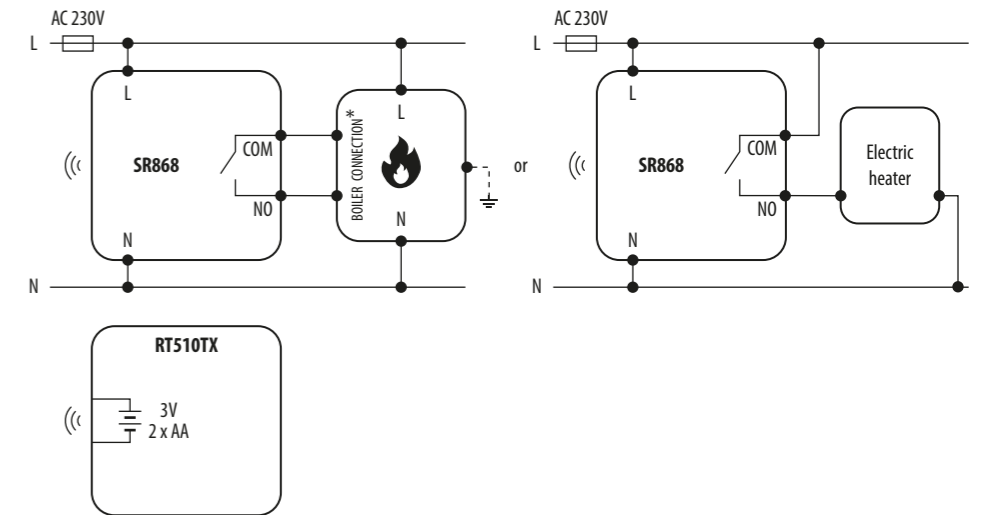 AC 230V
L
L
SR868
COM
NO
N
N
BOILER CONNECTION*
L
N
or
AC 230V
L
L
SR868
COM
NO
N
N
Electric
heater
RT510TX
3V
2 x AA